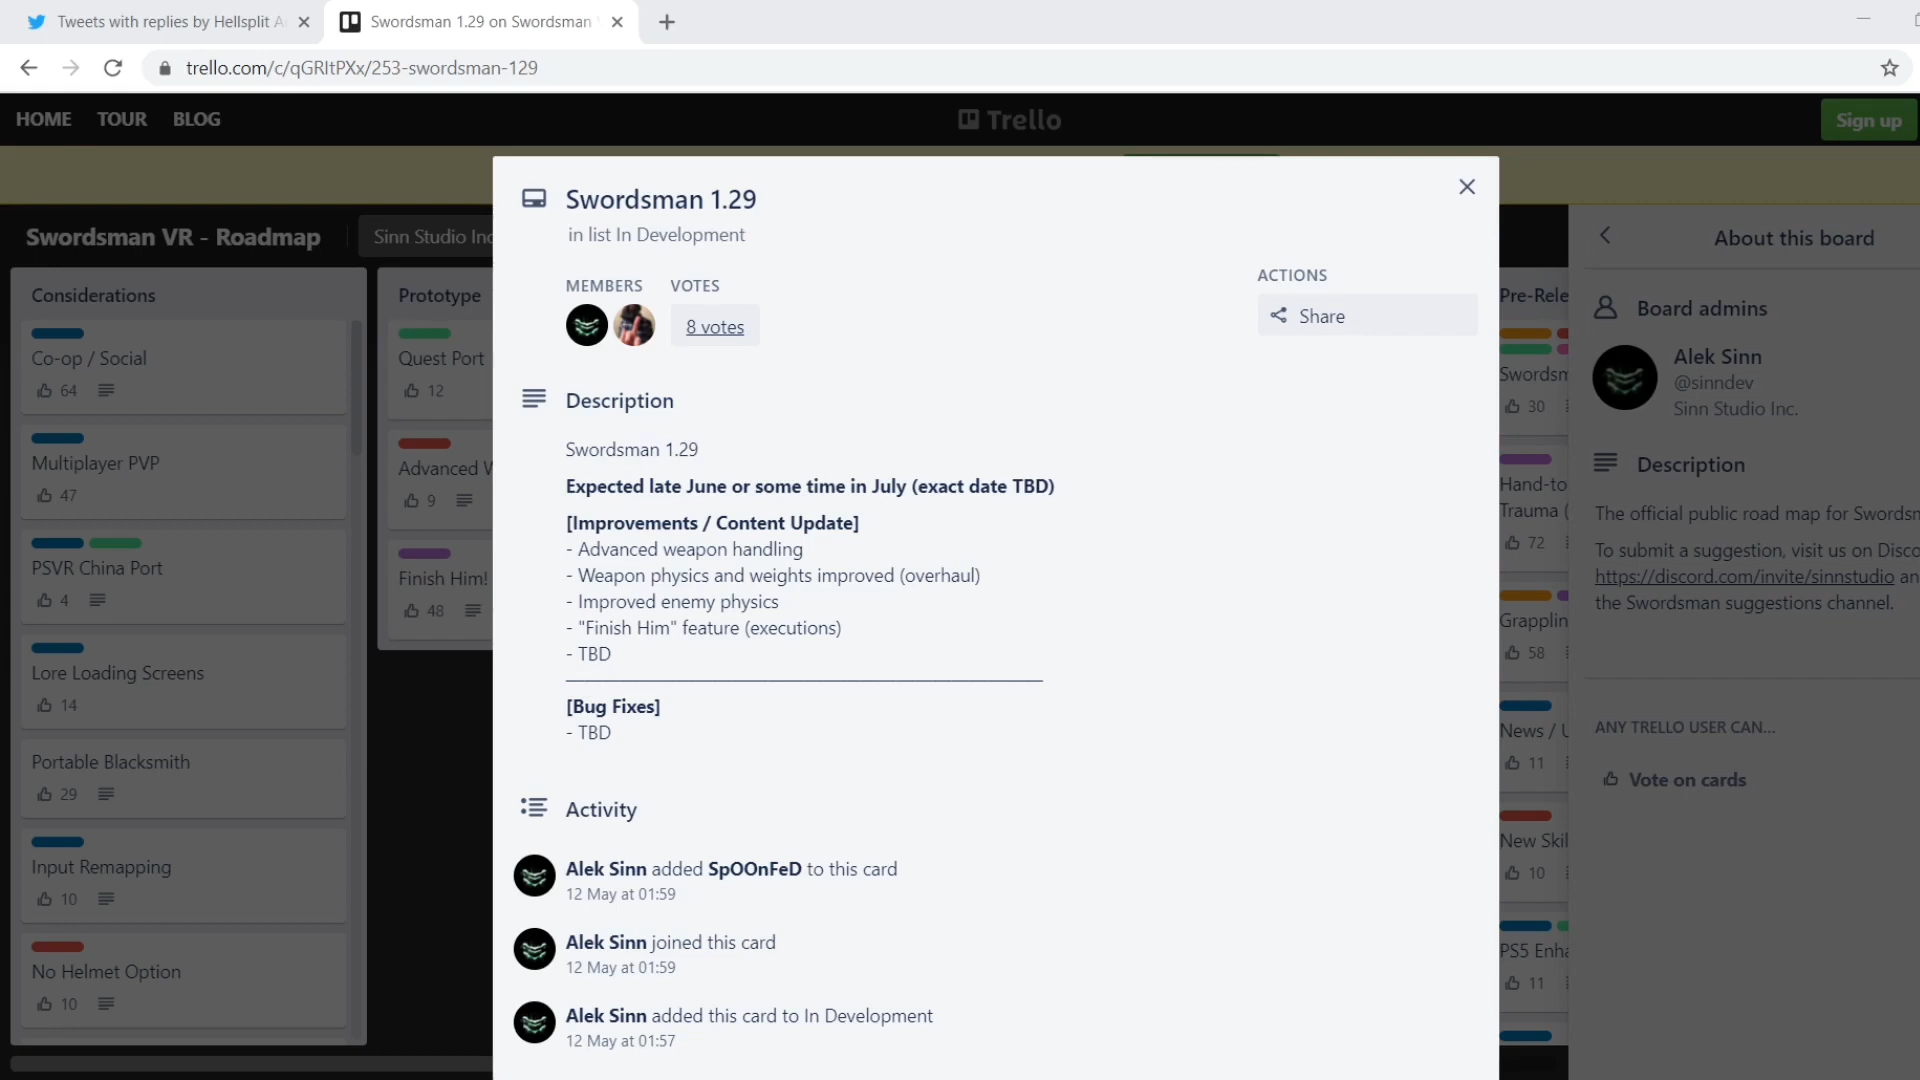 Tweets with replies by Hellsplit A
Swordsman 1.29 on Swordsman
trello.com/c/qGRItPXx/253-swordsman-129
HOME
TOUR
BLOG
Trello
Sign up
Swordsman VR - Roadmap
Sinn Studio Inc
Considerations
Co-op / Social
64
Multiplayer PVP
47
PSVR China Port
4
Lore Loading Screens
14
Portable Blacksmith
29
Input Remapping
10
No Helmet Option
10
Prototype
Quest Port
12
Advanced W
9
Finish Him!
48
Swordsman 1.29
in list In Development
MEMBERS
VOTES
8 votes
ACTIONS
Share
Description
Swordsman 1.29
Expected late June or some time in July (exact date TBD)
[Improvements / Content Update]
- Advanced weapon handling
- Weapon physics and weights improved (overhaul)
- Improved enemy physics
- "Finish Him" feature (executions)
- TBD
[Bug Fixes]
- TBD
Activity
Alek Sinn added SpOOnFeD to this card
12 May at 01:59
Alek Sinn joined this card
12 May at 01:59
Alek Sinn added this card to In Development
12 May at 01:57
Pre-Rele
Swordsm
30
Hand-to
Trauma (
72
Grapplin
58
News / U
11
New Skil
10
PS5 Enha
11
About this board
Board admins
Alek Sinn
@sinndev
Sinn Studio Inc.
Description
The official public road map for Swordsm
To submit a suggestion, visit us on Disco
https://discord.com/invite/sinnstudio an
the Swordsman suggestions channel.
ANY TRELLO USER CAN...
Vote on cards